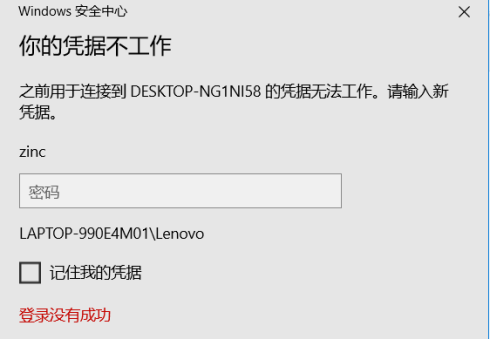 Windows 安全中心
你的凭据不工作
之前用于连接到 DESKTOP-NG1NI58 的凭据无法工作。请输入新
凭据。
zinc
密码
LAPTOP-990E4M01\Lenovo
记住我的凭据
登录没有成功